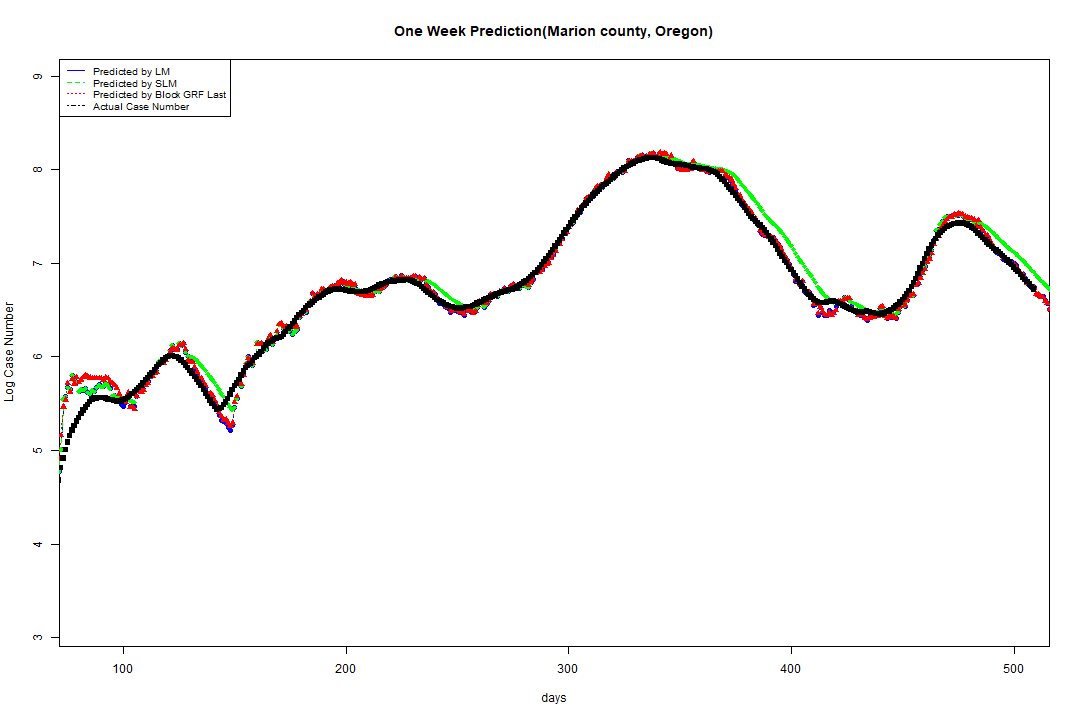 One Week Prediction(Marion county, Oregon)
Predicted by LM
Predicted by SLM
Predicted by Block GRF Last
Actual Case Number
9
8
7
6
5
4
3
Log Case Number
100 200 300 400 500
days